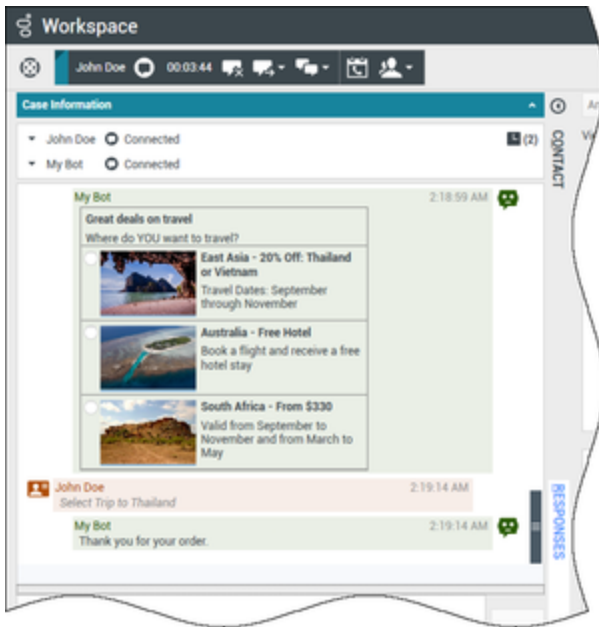 Workspace
John Doe 00:03:44
Case Information
John Doe Connected (2)
My Bot Connected
CONTACT
My Bot 2:18:59 AM
Great deals on travel
Where do YOU want to travel?
East Asia - 20% Off: Thailand
or Vietnam
Travel Dates: September
through November
Australia - Free Hotel
Book a flight and receive a free
hotel stay
South Africa - From $330
Valid from September to
November and from March to
May
John Doe 2:19:14 AM
Select Trip to Thailand
My Bot 2:19:14 AM
Thank you for your order.
RESPONSES